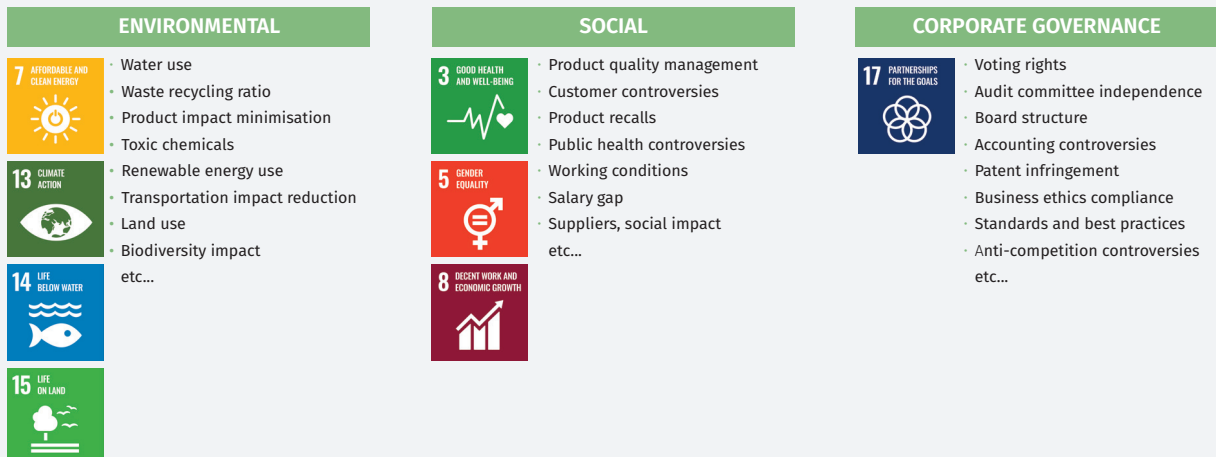 ENVIRONMENTAL
7 AFFORDABLE AND
CLEAN ENERGY
13 CLIMATE
ACTION
14 LIFE
BELOW WATER
15 LIFE
ON LAND
· Water use
· Waste recycling ratio
· Product impact minimisation
· Toxic chemicals
· Renewable energy use
· Transportation impact reduction
· Land use
· Biodiversity impact
etc...
SOCIAL
3 GOOD HEALTH
AND WELL-BEING
5 GENDER
EQUALITY
8 DECENT WORK AND
ECONOMIC GROWTH
· Product quality management
· Customer controversies
· Product recalls
· Public health controversies
· Working conditions
· Salary gap
· Suppliers, social impact
etc...
CORPORATE GOVERNANCE
17 PARTNERSHIPS
FOR THE GOALS
· Voting rights
· Audit committee independence
· Board structure
· Accounting controversies
· Patent infringement
· Business ethics compliance
· Standards and best practices
· Anti-competition controversies
etc...